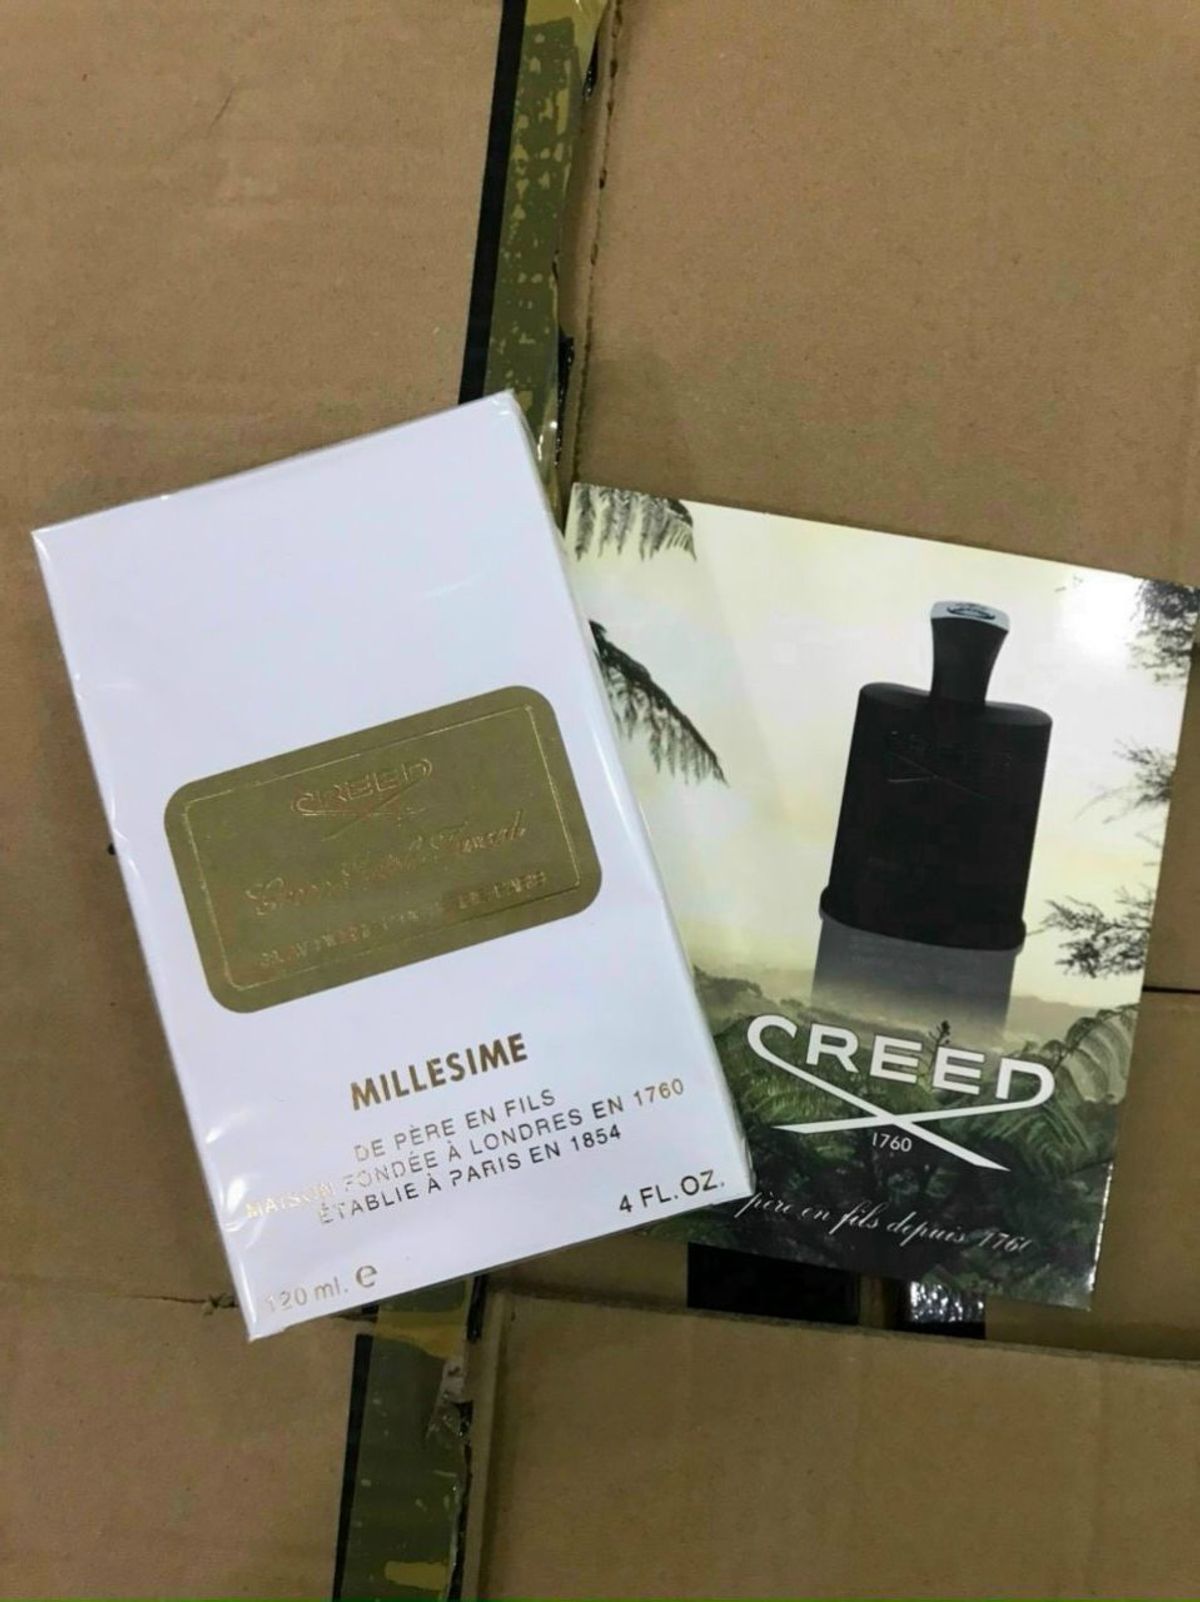 CREED
MILLESIME
DE PÈRE EN FILS
MAISON FONDÉE À LONDRES EN 1760
ÉTABLIE À PARIS EN 1854
4 FL.OZ.
120 ml. e
CREED
CREED
1760
père en fils depuis 1760